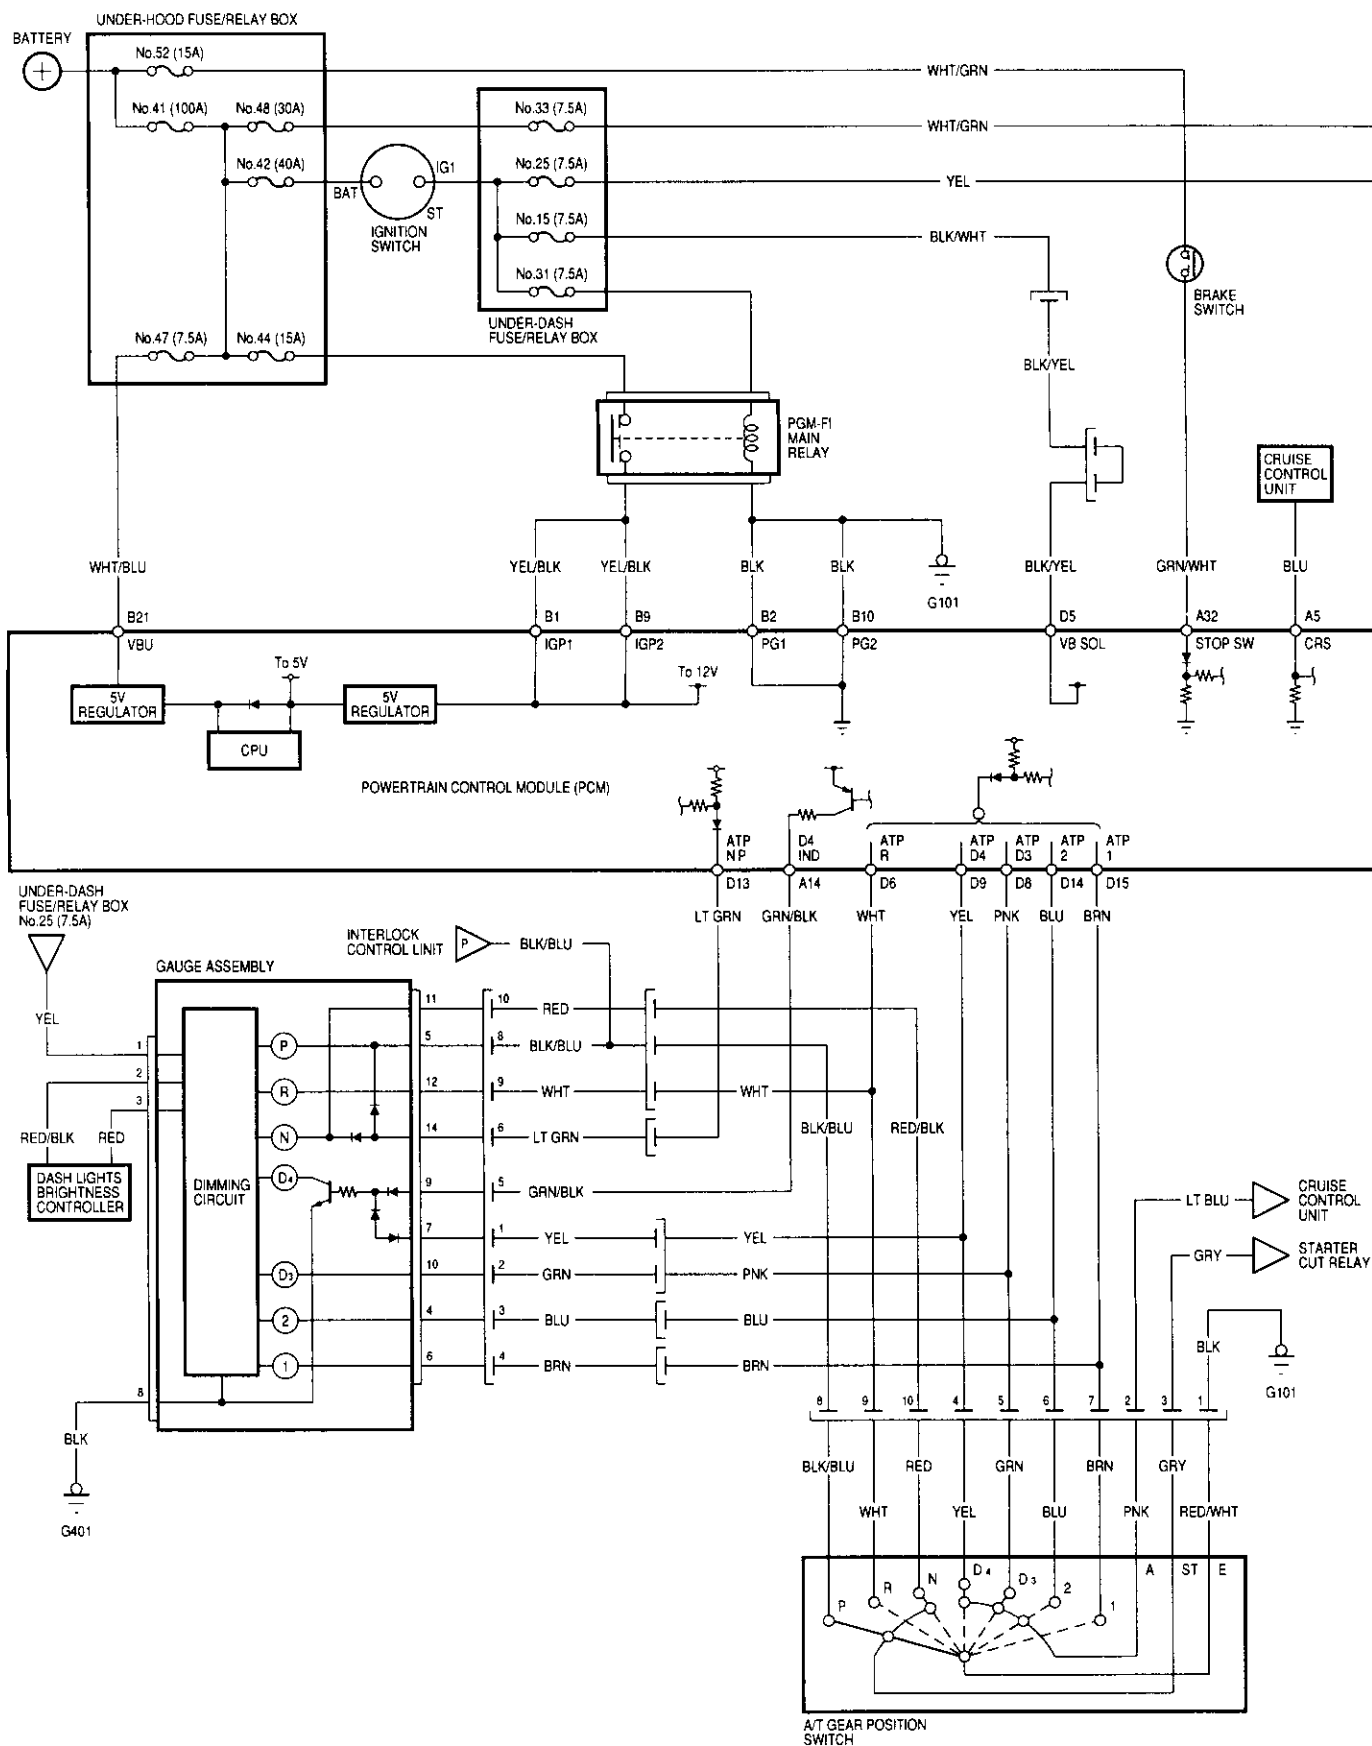 UNDER-HOOD FUSE/RELAY BOX
BATTERY
No.52 (15A)
WHT/GRN
No.41 (100A)
No.48 (30A)
No.33 (7.5A)
WHT/GRN
No.42 (40A)
BAT
IG1
ST
IGNITION
SWITCH
No.25 (7.5A)
YEL
No.15 (7.5A)
BLK/WHT
No.31 (7.5A)
UNDER-DASH
FUSE/RELAY BOX
BRAKE
SWITCH
No.47 (7.5A)
No.44 (15A)
BLK/YEL
PGM-FI
MAIN
RELAY
CRUISE
CONTROL
UNIT
WHT/BLU
YEL/BLK
YEL/BLK
BLK
BLK
G101
BLK/YEL
GRN/WHT
BLU
B21
B1
B9
B2
B10
D5
A32
A5
VBU
IGP1
IGP2
PG1
PG2
VB SOL
STOP SW
CRS
To 5V
To 12V
5V
REGULATOR
5V
REGULATOR
CPU
POWERTRAIN CONTROL MODULE (PCM)
ATP
NP
D4
IND
ATP
R
ATP
D4
ATP
D3
ATP
2
ATP
1
D13
A14
D6
D9
D8
D14
D15
LT GRN
GRN/BLK
WHT
YEL
PNK
BLU
BRN
UNDER-DASH
FUSE/RELAY BOX
No.25 (7.5A)
INTERLOCK
CONTROL UNIT
P
BLK/BLU
GAUGE ASSEMBLY
YEL
11
10
RED
1
P
5
8
BLK/BLU
2
R
12
9
WHT
WHT
3
RED/BLK
RED
N
14
6
LT GRN
BLK/BLU
RED/BLK
DASH LIGHTS
BRIGHTNESS
CONTROLLER
DIMMING
CIRCUIT
D4
9
5
GRN/BLK
LT BLU
CRUISE
CONTROL
UNIT
7
1
YEL
YEL
GRY
STARTER
CUT RELAY
D3
10
2
GRN
PNK
2
4
3
BLU
BLU
1
6
4
BRN
BRN
BLK
G101
8
BLK
G401
8
9
10
4
5
6
7
2
3
1
BLK/BLU
RED
GRN
BRN
GRY
WHT
YEL
BLU
PNK
RED/WHT
P
R
N
D4
D3
2
1
A
ST
E
A/T GEAR POSITION
SWITCH